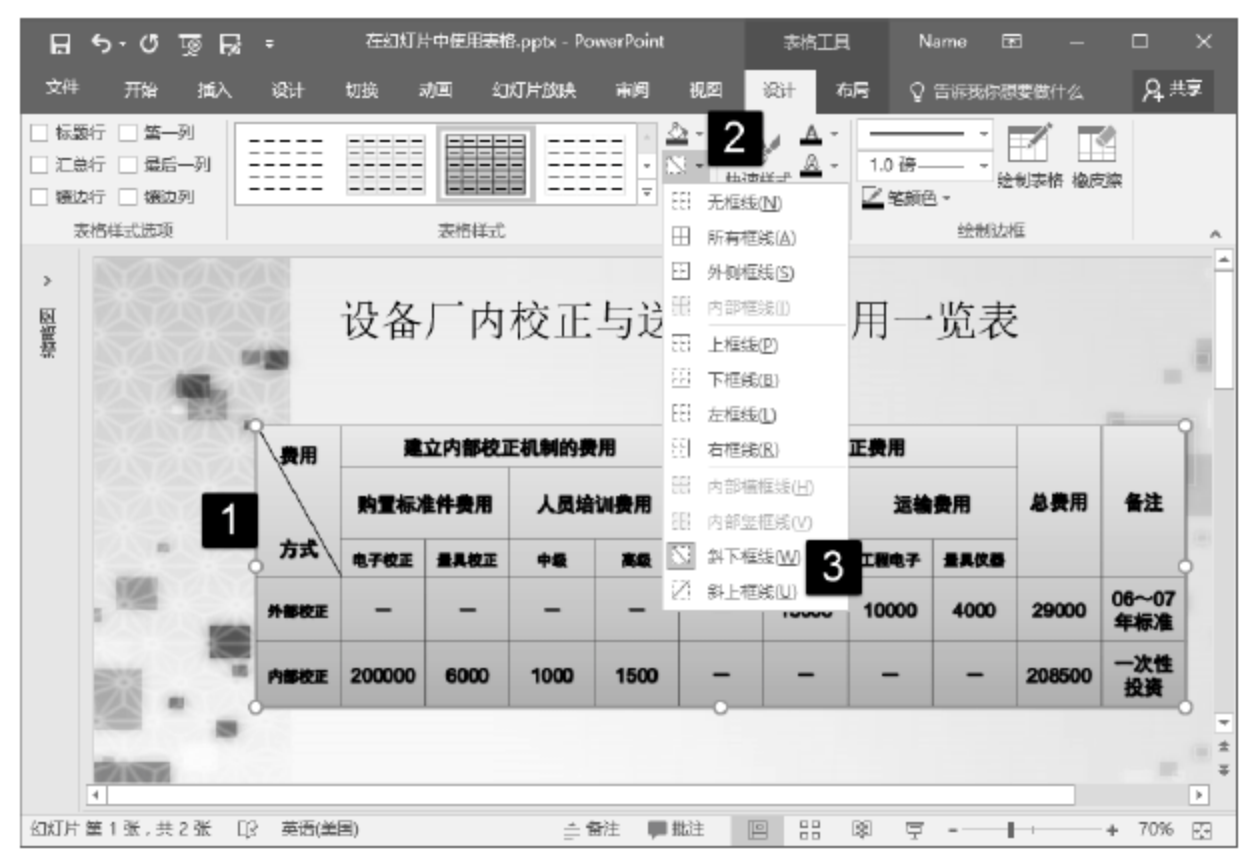 在幻灯片中使用表格.pptx - PowerPoint 表格工具 Name
文件 开始 插入 设计 切换 动画 幻灯片放映 审阅 视图 设计 布局 告诉我你想要做什么 共享
标题行 第一列
汇总行 最后一列
镶边行 镶边列
表格样式选项
表格样式
2
快速样式
A
A
1.0 磅
笔颜色
绘制表格 橡皮擦
绘制边框
无框线(N)
所有框线(A)
外侧框线(S)
内部框线(I)
上框线(P)
下框线(B)
左框线(L)
右框线(R)
内部横框线(H)
内部竖框线(V)
斜下框线(W)
斜上框线(U)
3
缩略图
设备厂内校正与送 用一览表
1
费用 建立内部校正机制的费用 正费用 总费用 备注
购置标准件费用 人员培训费用 运输费用
方式 电子校正 量具校正 中级 高级 工程电子 量具仪器
外部校正 — — — — 10000 4000 29000 06～07年标准
内部校正 200000 6000 1000 1500 — — — — 208500 一次性投资
幻灯片 第 1 张，共 2 张 英语(美国) 备注 批注 70%